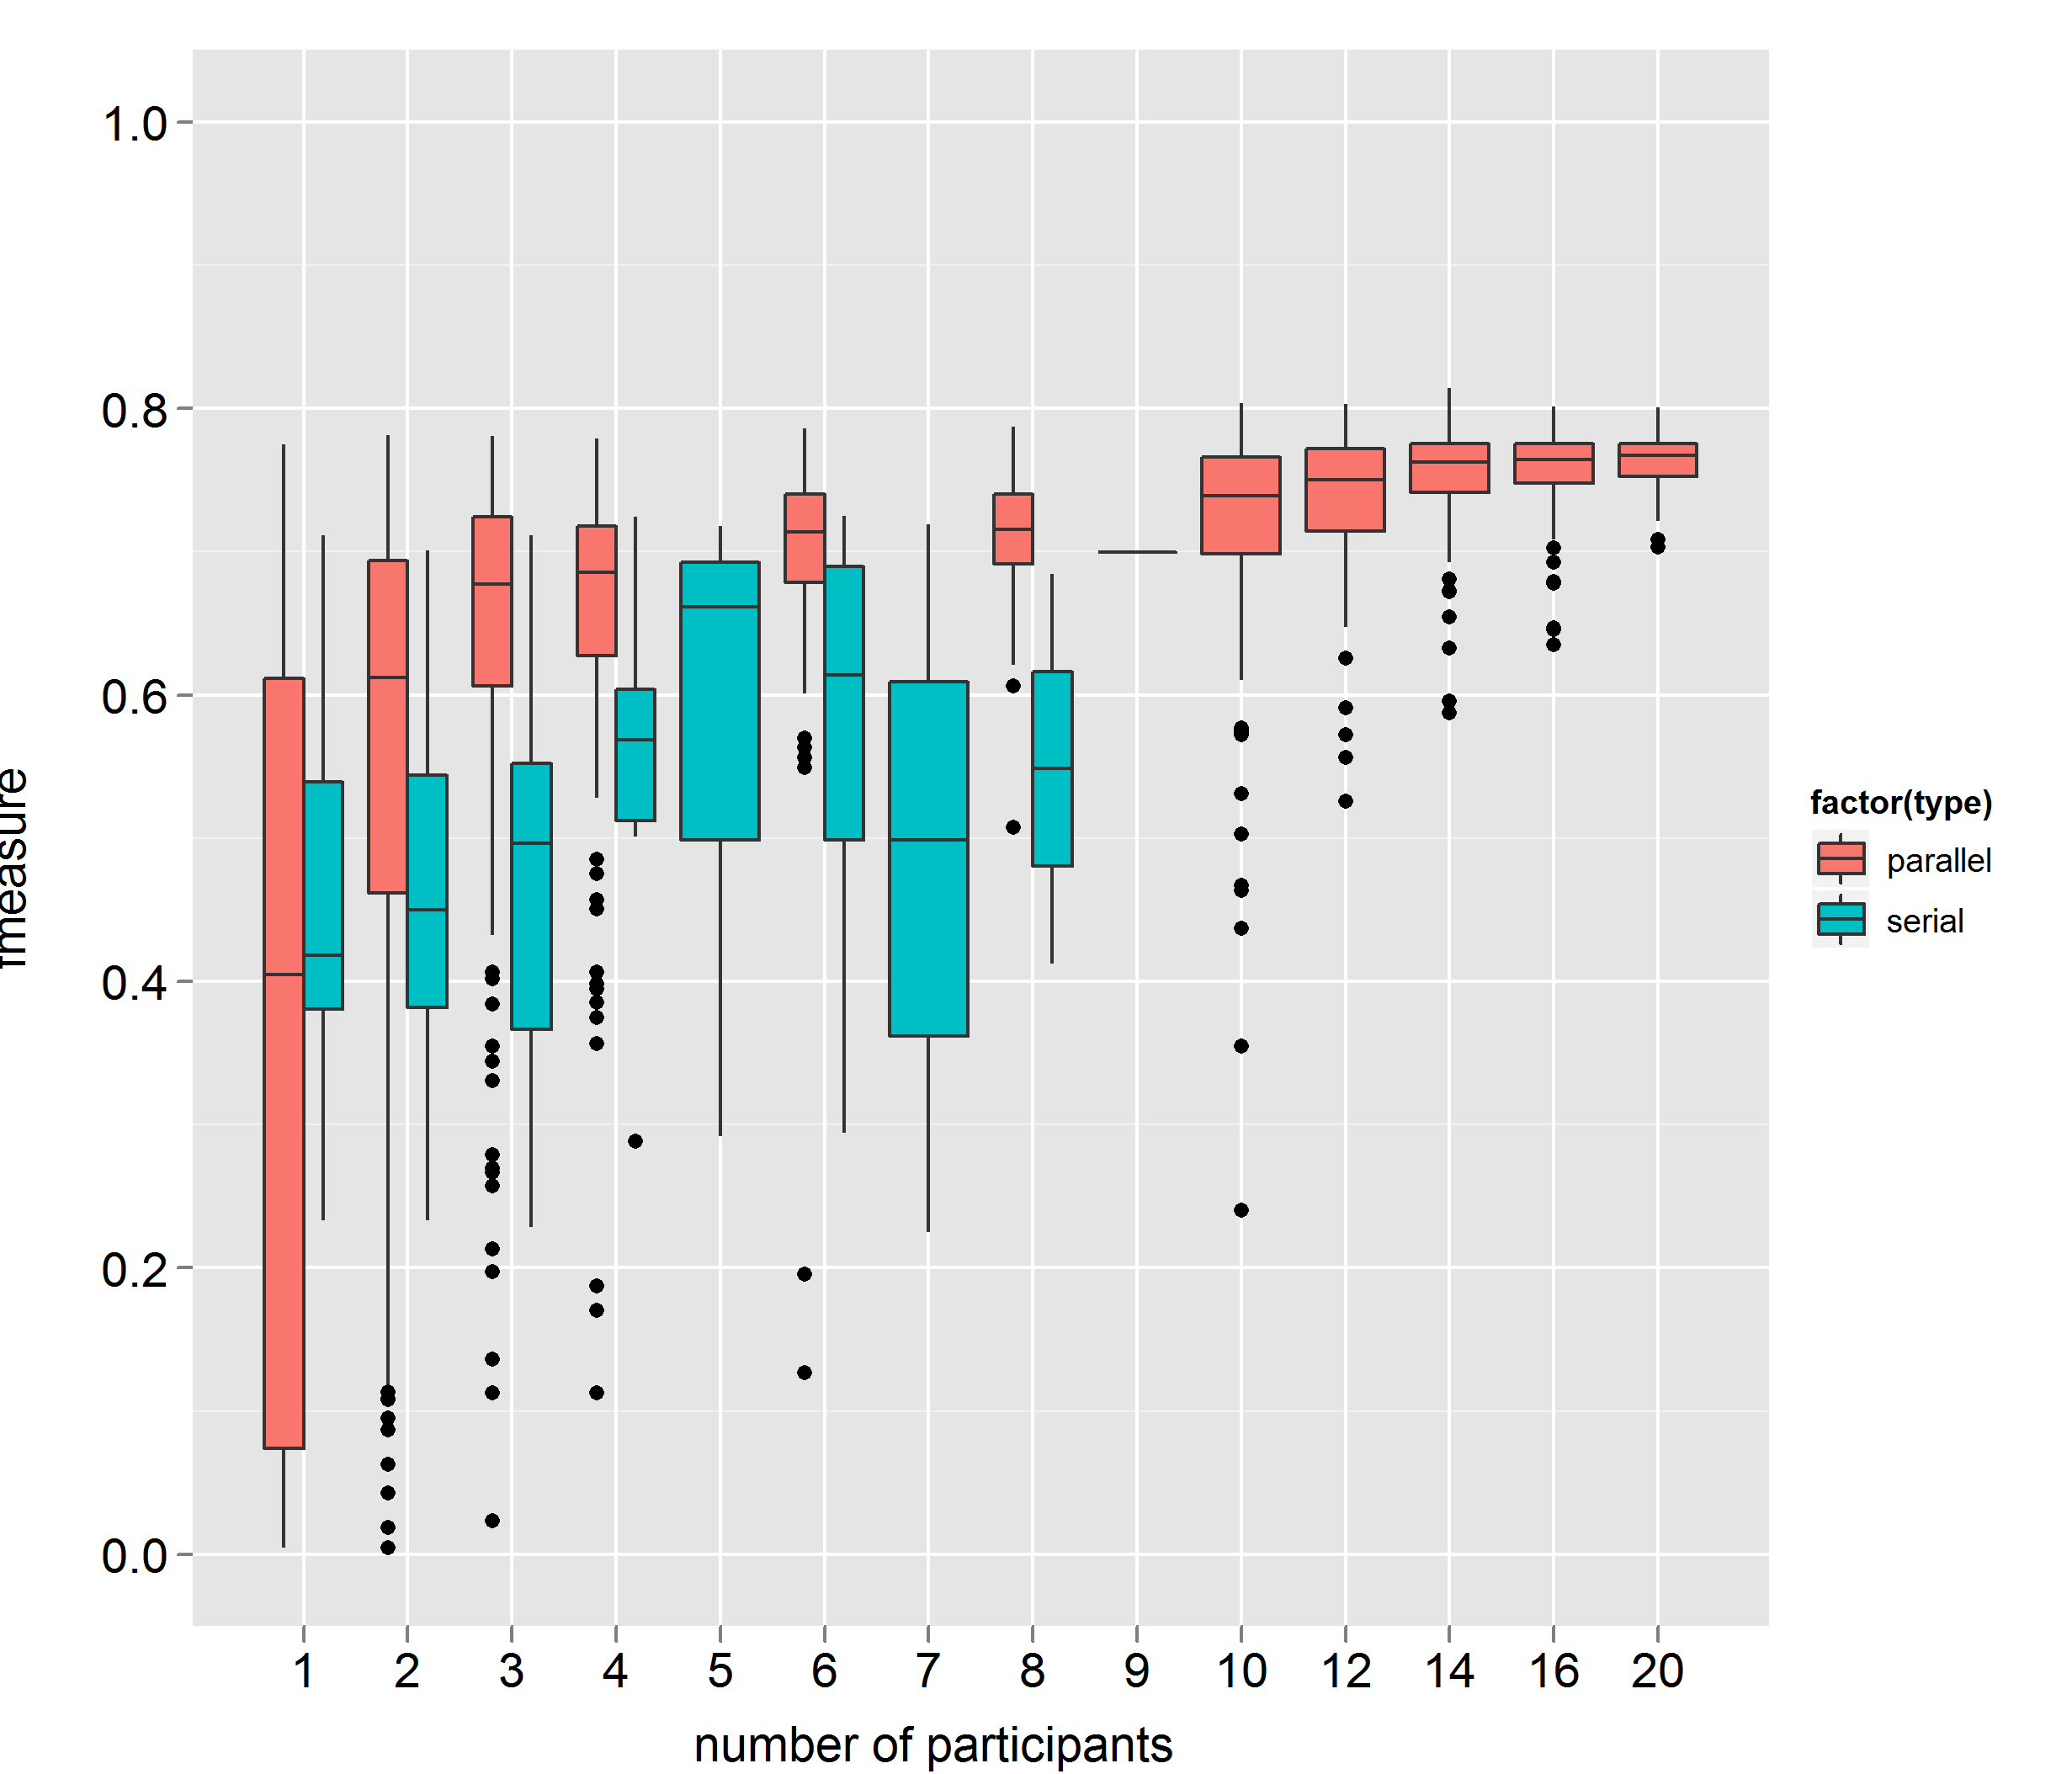 1.0
0.8
0.6
0.4
0.2
0.0
fmeasure
1 2 3 4 5 6 7 8 9 10 12 14 16 20
number of participants
factor(type)
parallel
serial